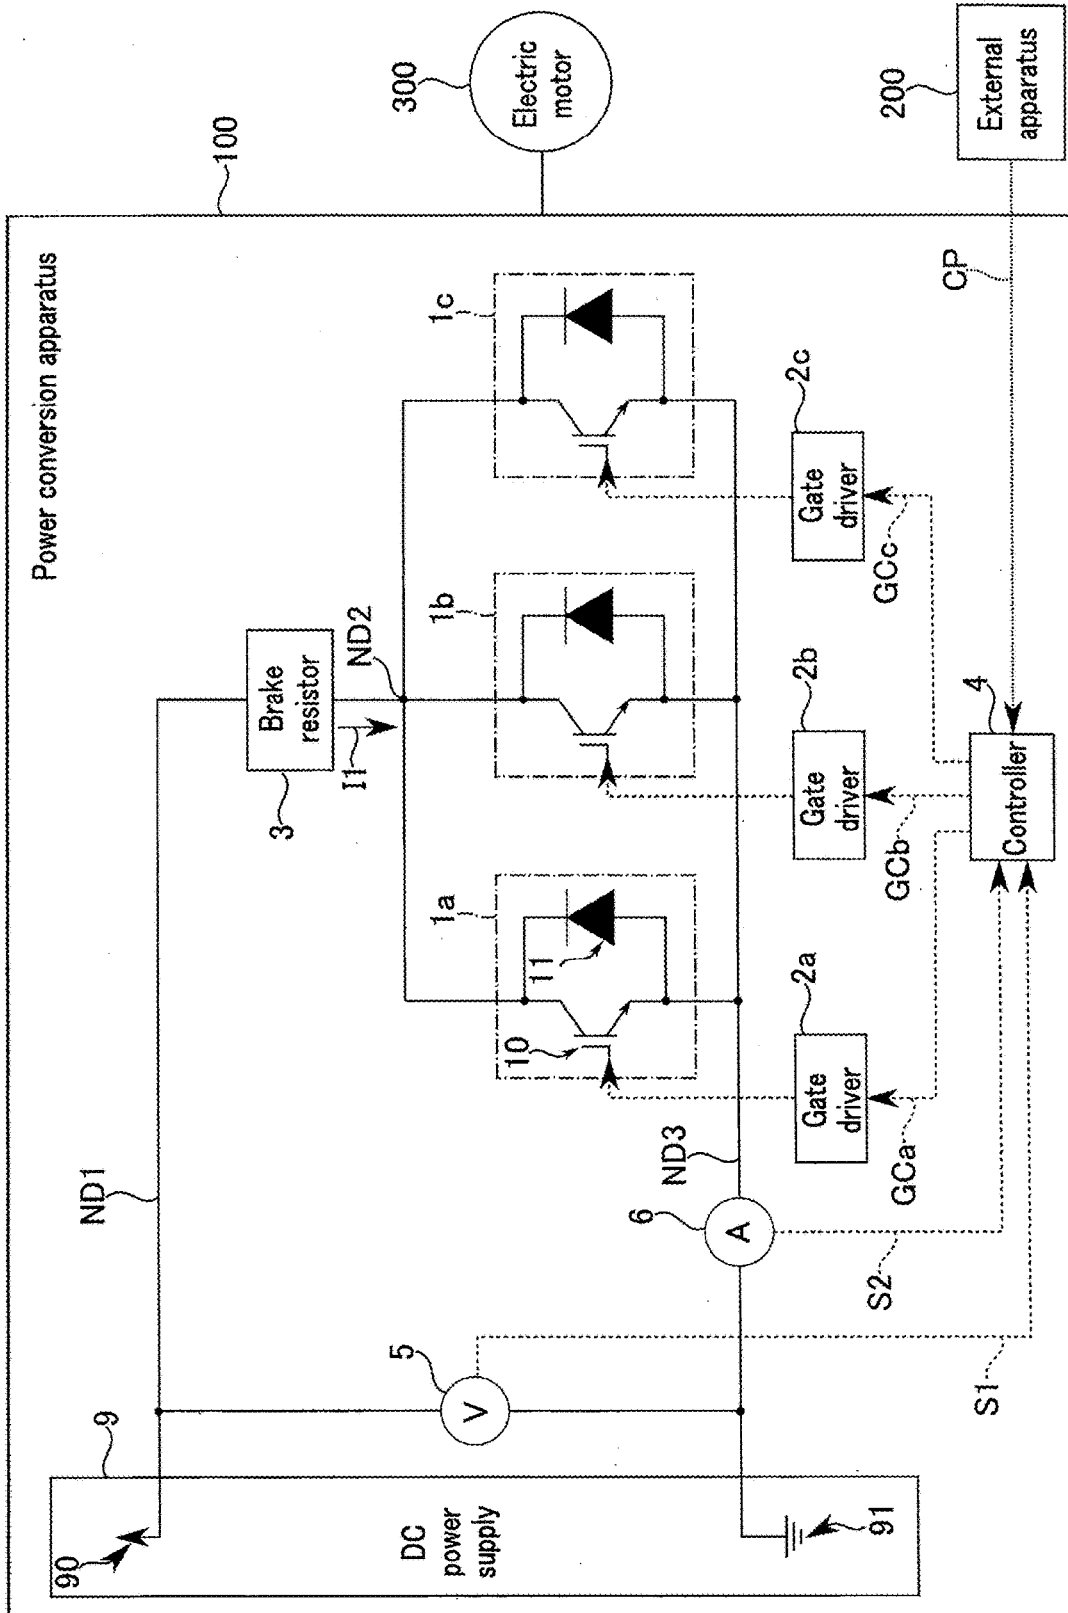 Power conversion apparatus
100
300
Electric
motor
200
External
apparatus
CP
9
90
DC
power
supply
91
ND1
5
V
S1
6
A
S2
ND3
3
Brake
resistor
I1
ND2
1a
10
11
1b
1c
2a
Gate
driver
GCa
2b
Gate
driver
GCb
2c
Gate
driver
GCc
4
Controller